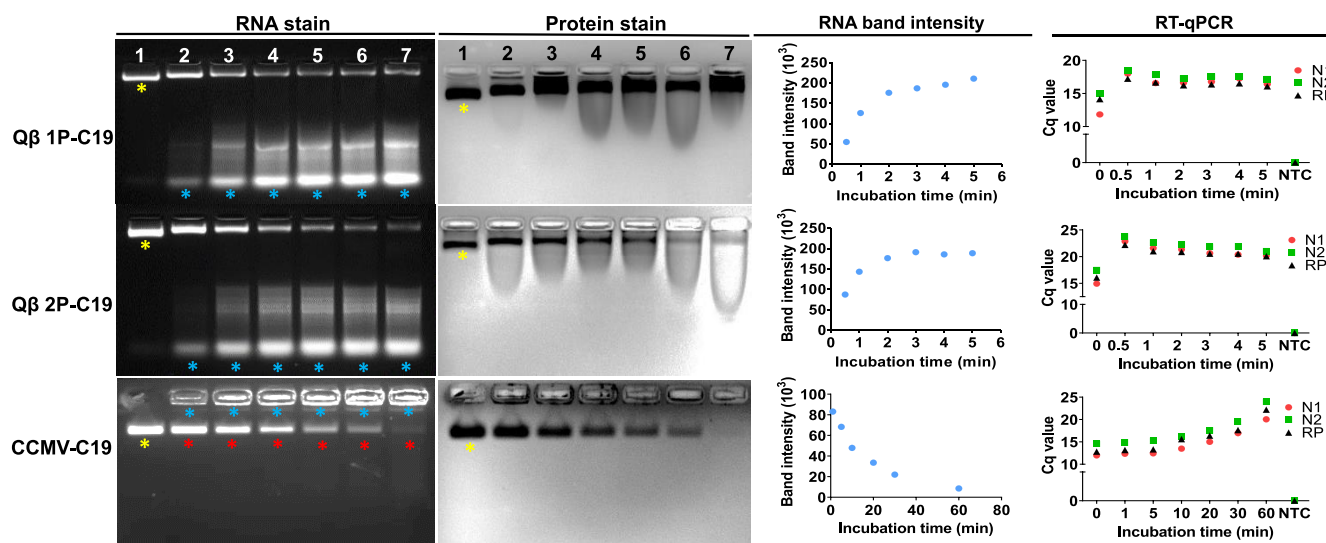 RNA stain
Protein stain
RNA band intensity
RT-qPCR
Qβ 1P-C19
1 2 3 4 5 6 7
* * * * * * *
1 2 3 4 5 6 7
*
Band intensity (10³)
250
200
150
100
50
0
0 1 2 3 4 5 6
Incubation time (min)
Cq value
20
15
10
0
0 0.5 1 2 3 4 5 NTC
Incubation time (min)
N1
N2
RP
Qβ 2P-C19
* * * * * * *
*
Band intensity (10³)
250
200
150
100
50
0
0 1 2 3 4 5 6
Incubation time (min)
Cq value
25
20
15
10
0
0 0.5 1 2 3 4 5 NTC
Incubation time (min)
N1
N2
RP
CCMV-C19
* * * * * *
* * * * * * *
*
Band intensity (10³)
100
80
60
40
20
0
0 20 40 60 80
Incubation time (min)
Cq value
25
20
15
10
0
0 1 5 10 20 30 60 NTC
Incubation time (min)
N1
N2
RP